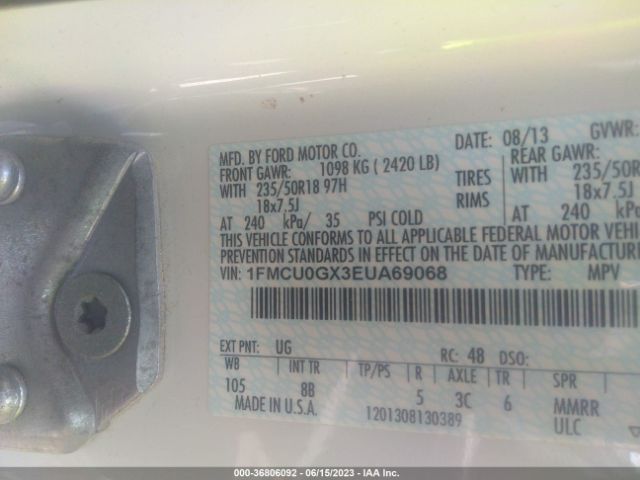 DATE: 08/13 GVWR:
MFD. BY FORD MOTOR CO.
FRONT GAWR: 1098 KG ( 2420 LB) REAR GAWR:
WITH 235/50R18 97H TIRES WITH 235/50R
18x7.5J RIMS 18x7.5J
AT 240 kPa/ 35 PSI COLD AT 240 kPa/
THIS VEHICLE CONFORMS TO ALL APPLICABLE FEDERAL MOTOR VEHICLE
PREVENTION STANDARDS IN EFFECT ON THE DATE OF MANUFACTUR
VIN: 1FMCU0GX3EUA69068 TYPE: MPV
EXT PNT: UG RC: 48 DSO:
WB INT TR TP/PS R AXLE TR SPR
105 8B 5 3C 6 MMRR
MADE IN U.S.A. 1201308130389 ULC
000-36806092 - 06/15/2023 - IAA Inc.